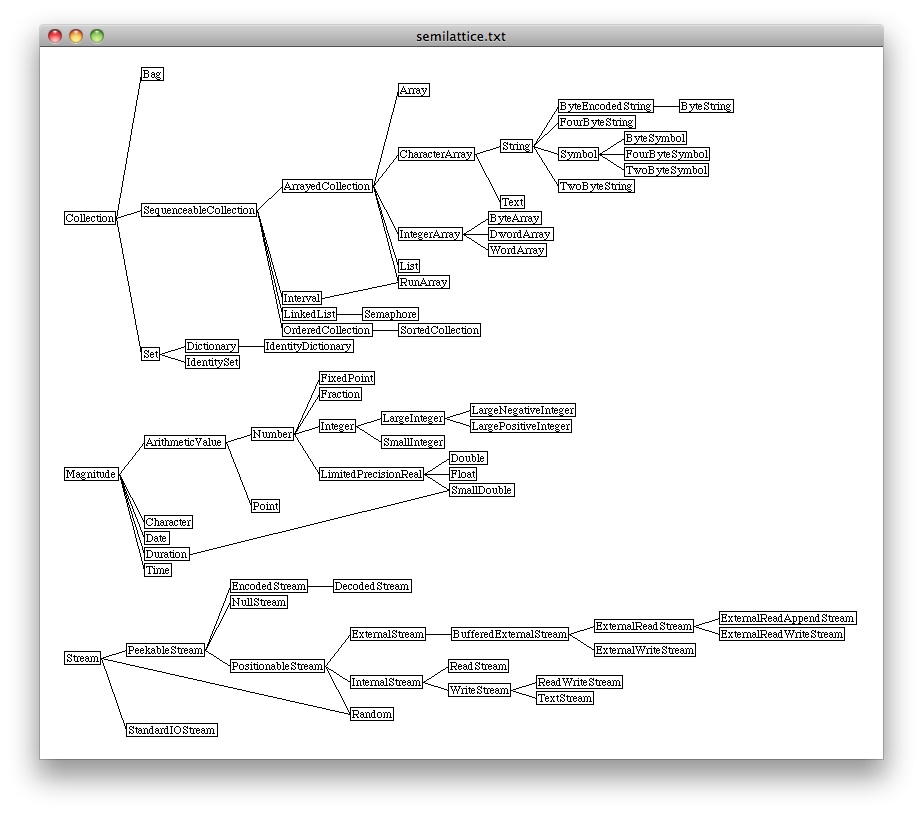 semilattice.txt
Bag
Array
ByteEncodedString ByteString
FourByteString
ByteSymbol
String
CharacterArray Symbol FourByteSymbol
TwoByteSymbol
ArrayedCollection TwoByteString
Text
SequenceableCollection
Collection ByteArray
IntegerArray DwordArray
WordArray
List
RunArray
Interval
LinkedList Semaphore
OrderedCollection SortedCollection
Dictionary IdentityDictionary
Set
IdentitySet
FixedPoint
Fraction
LargeNegativeInteger
LargeInteger
Integer LargePositiveInteger
Number
ArithmeticValue SmallInteger
Double
Magnitude LimitedPrecisionReal Float
SmallDouble
Point
Character
Date
Duration
Time
EncodedStream DecodedStream
NullStream
ExternalReadAppendStream
ExternalReadStream
ExternalStream BufferedExternalStream ExternalReadWriteStream
PeekableStream ExternalWriteStream
Stream
PositionableStream ReadStream
InternalStream ReadWriteStream
WriteStream
TextStream
Random
StandardIOStream